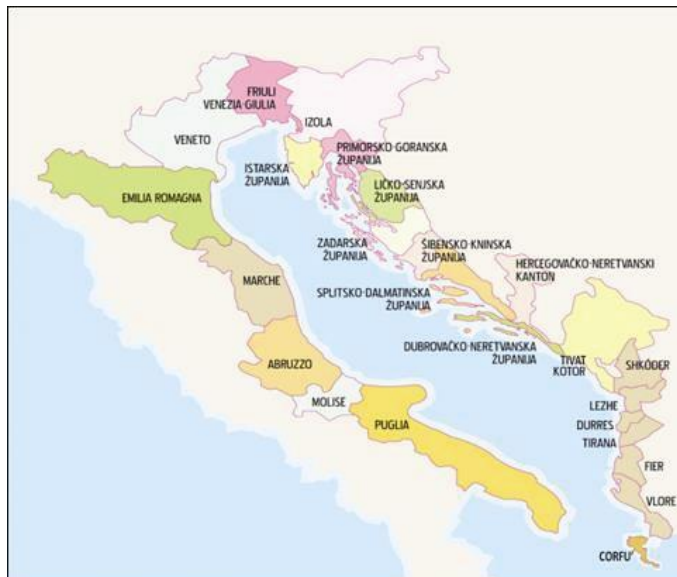 FRIULI
VENEZIA·GIULIA
VENETO
IZOLA
PRIMORSKO-GORANSKA
ŽUPANIJA
ISTARSKA
ŽUPANIJA
LIČKO-SENJSKA
ŽUPANIJA
EMILIA ROMAGNA
ZADARSKA
ŽUPANIJA
ŠIBENSKO-KNINSKA
ŽUPANIJA
HERCEGOVAČKO-NERETVANSKI
KANTON
MARCHE
SPLITSKO-DALMATINSKA
ŽUPANIJA
DUBROVAČKO-NERETVANSKA
ŽUPANIJA
TIVAT
KOTOR
SHKÓDER
ABRUZZO
MOLISE
LEZHE
DURRES
TIRANA
PUGLIA
FIER
VLORE
CORFU'